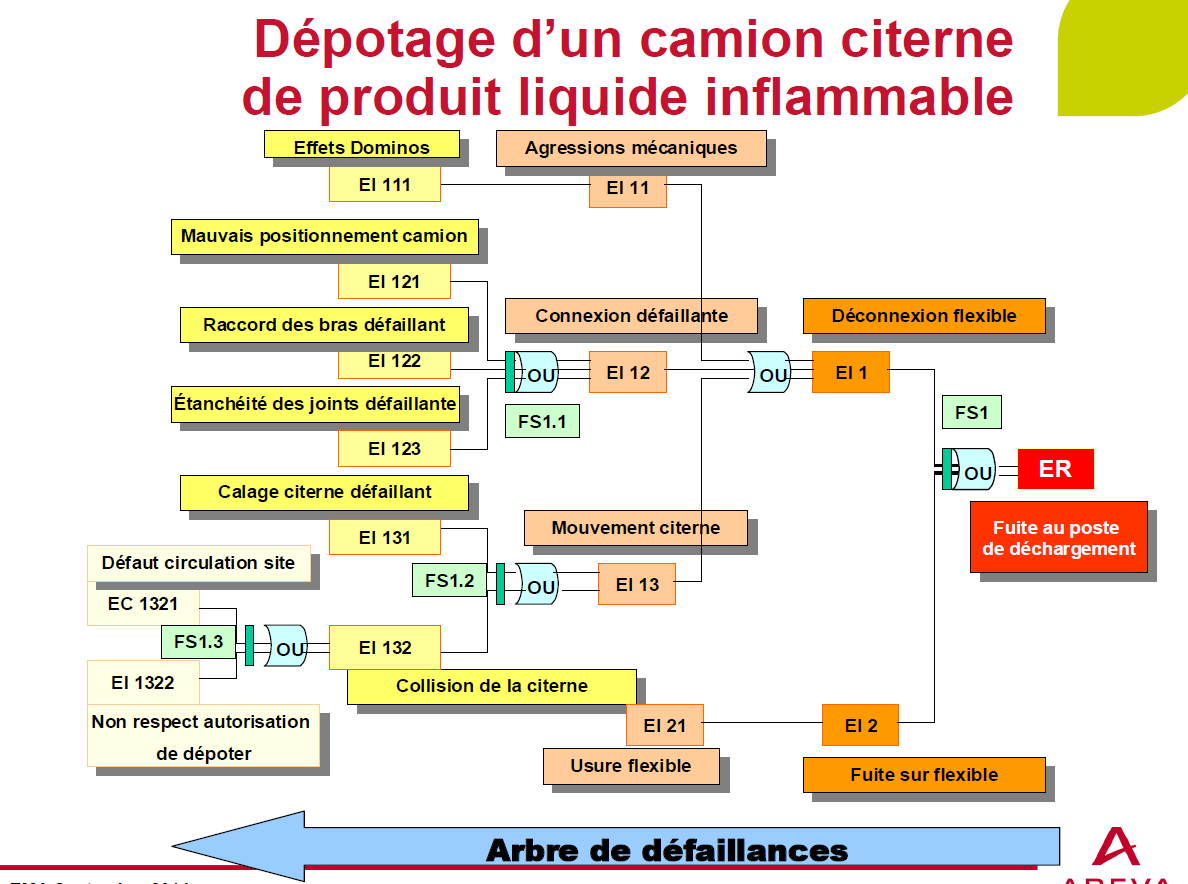 Dépotage d’un camion citerne
de produit liquide inflammable
Effets Dominos
Agressions mécaniques
EI 111
EI 11
Mauvais positionnement camion
EI 121
Raccord des bras défaillant
Connexion défaillante
Déconnexion flexible
EI 122
OU
EI 12
OU
EI 1
Étanchéité des joints défaillante
FS1.1
FS1
EI 123
OU
ER
Calage citerne défaillant
EI 131
Mouvement citerne
Fuite au poste
de déchargement
Défaut circulation site
FS1.2
OU
EI 13
EC 1321
FS1.3
OU
EI 132
EI 1322
Collision de la citerne
Non respect autorisation
de dépoter
EI 21
EI 2
Usure flexible
Fuite sur flexible
Arbre de défaillances
AREVA